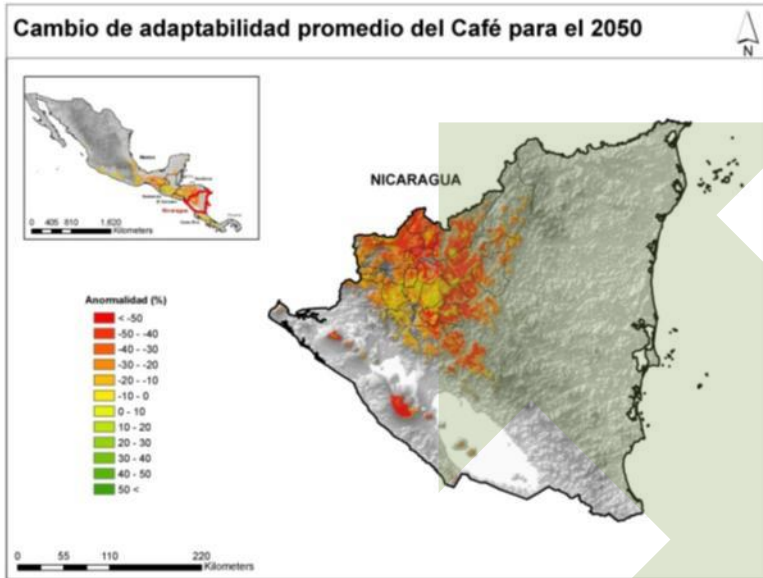 Cambio de adaptabilidad promedio del Café para el 2050
N
Mexico
Nicaragua
0 405 810 1,620
Kilometers
NICARAGUA
Anormalidad (%)
< -50
-50 - -40
-40 - -30
-30 - -20
-20 - -10
-10 - 0
0 - 10
10 - 20
20 - 30
30 - 40
40 - 50
50 <
0 55 110 220
Kilometers